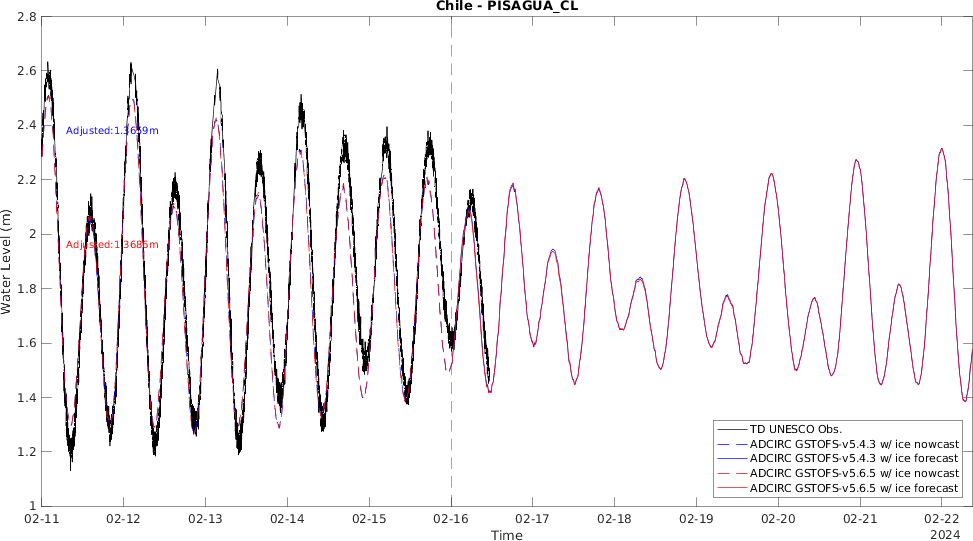 Chile - PISAGUA_CL
Water Level (m)
2.8
2.6
2.4
2.2
2
1.8
1.6
1.4
1.2
1
Adjusted:1.3659m
Adjusted:1.3685m
TD UNESCO Obs.
ADCIRC GSTOFS-v5.4.3 w/ ice nowcast
ADCIRC GSTOFS-v5.4.3 w/ ice forecast
ADCIRC GSTOFS-v5.6.5 w/ ice nowcast
ADCIRC GSTOFS-v5.6.5 w/ ice forecast
02-11 02-12 02-13 02-14 02-15 02-16 02-17 02-18 02-19 02-20 02-21 02-22
Time
2024